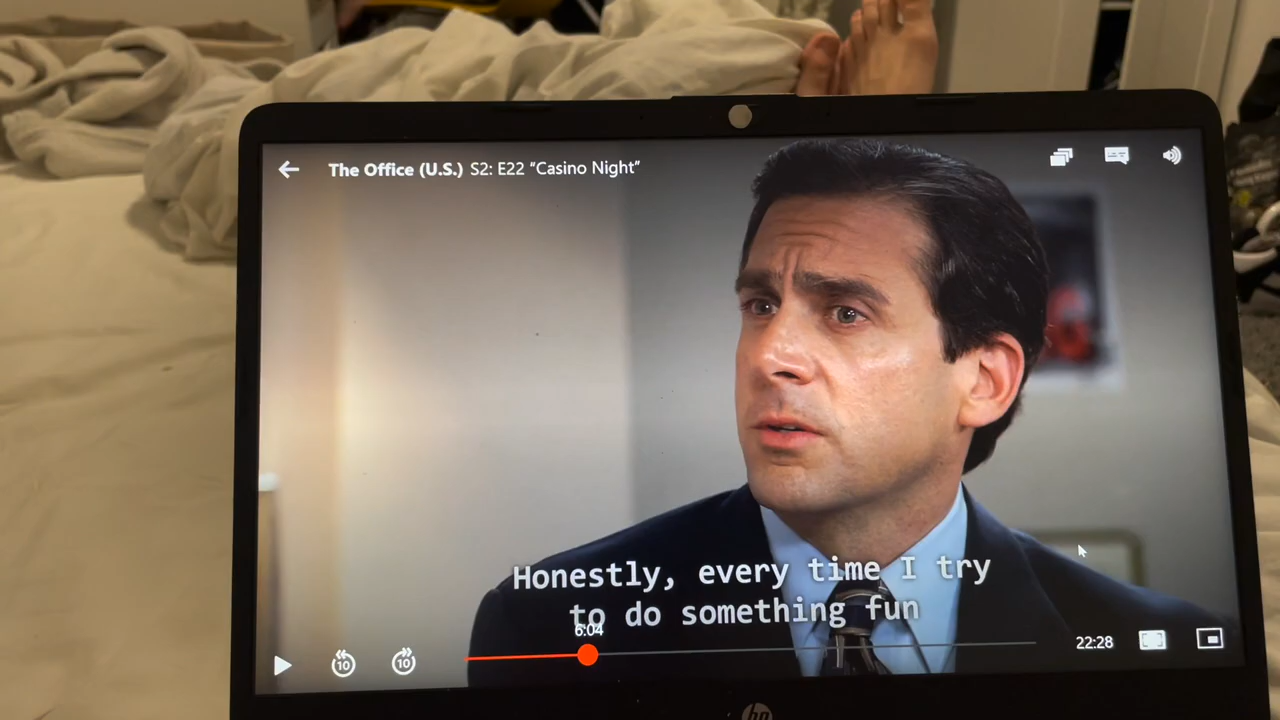 The Office (U.S.) S2: E22 "Casino Night"
Honestly, every time I try
to do something fun
6:04
10 10
22:28
hp